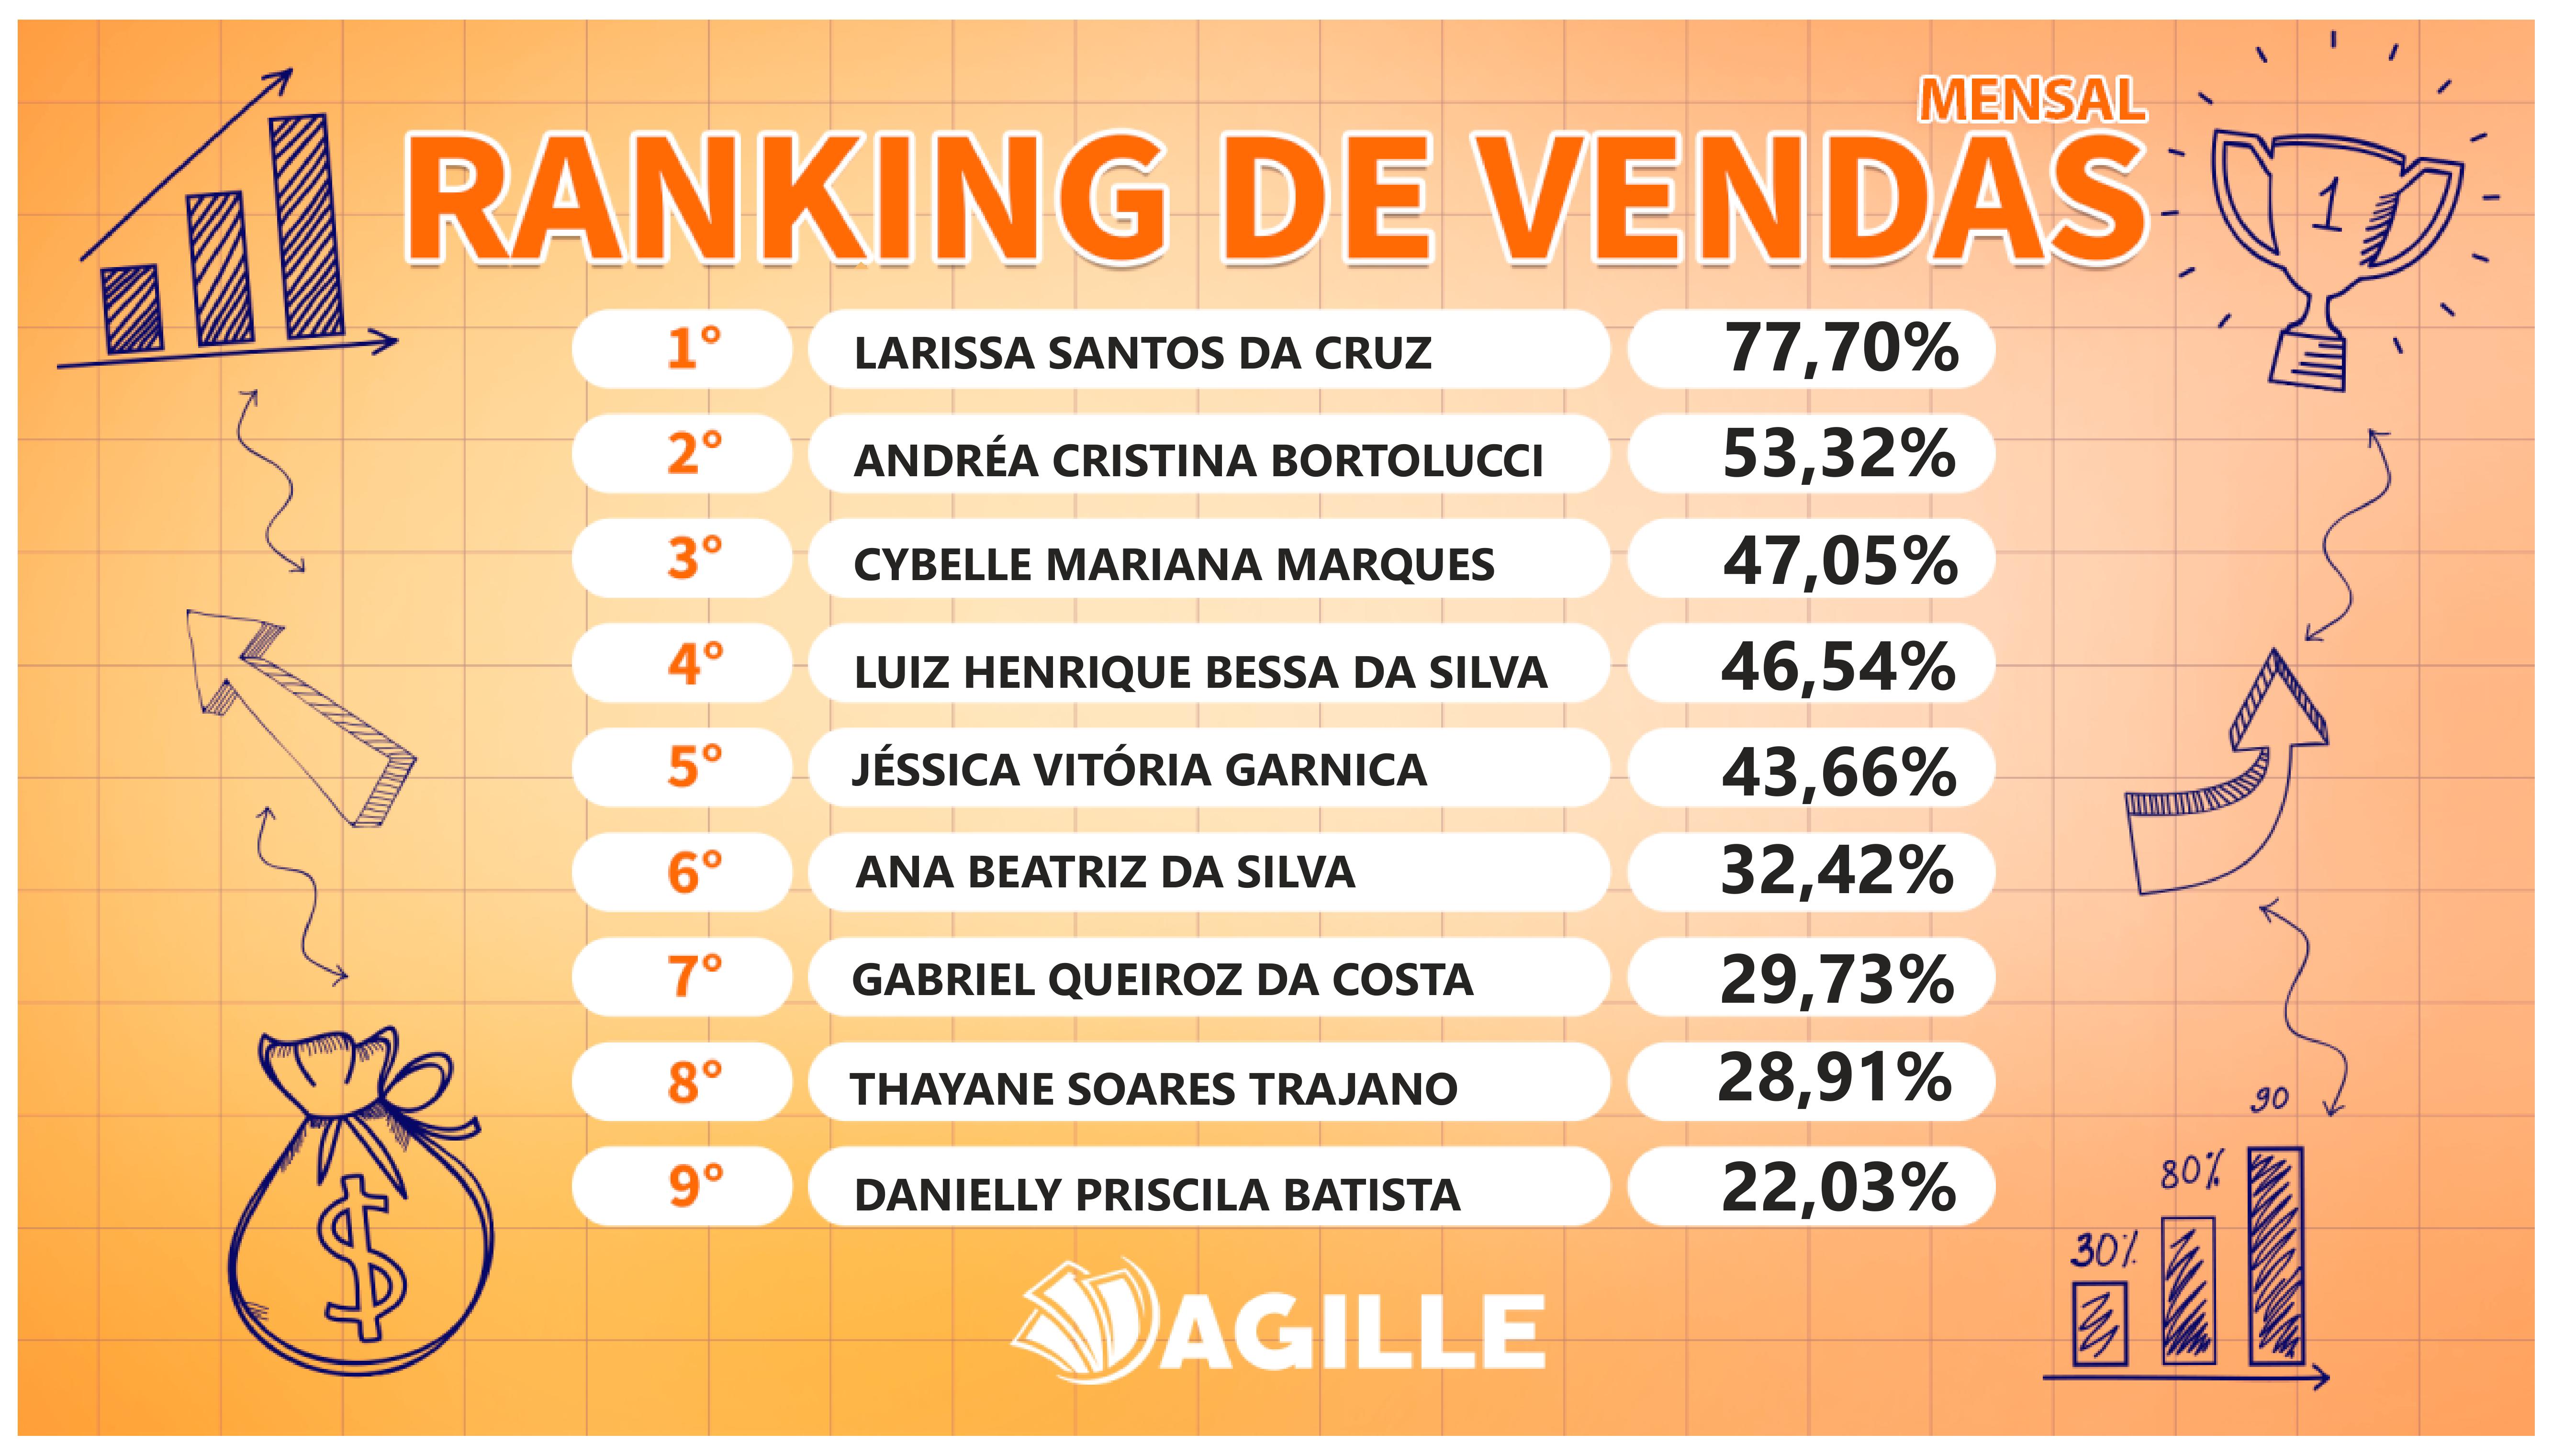 MENSAL
RANKING DE VENDAS
1
1° LARISSA SANTOS DA CRUZ 77,70%
2° ANDRÉA CRISTINA BORTOLUCCI 53,32%
3° CYBELLE MARIANA MARQUES 47,05%
4° LUIZ HENRIQUE BESSA DA SILVA 46,54%
5° JÉSSICA VITÓRIA GARNICA 43,66%
6° ANA BEATRIZ DA SILVA 32,42%
7° GABRIEL QUEIROZ DA COSTA 29,73%
8° THAYANE SOARES TRAJANO 28,91%
9° DANIELLY PRISCILA BATISTA 22,03%
$
90
80%
30%
AGILLE